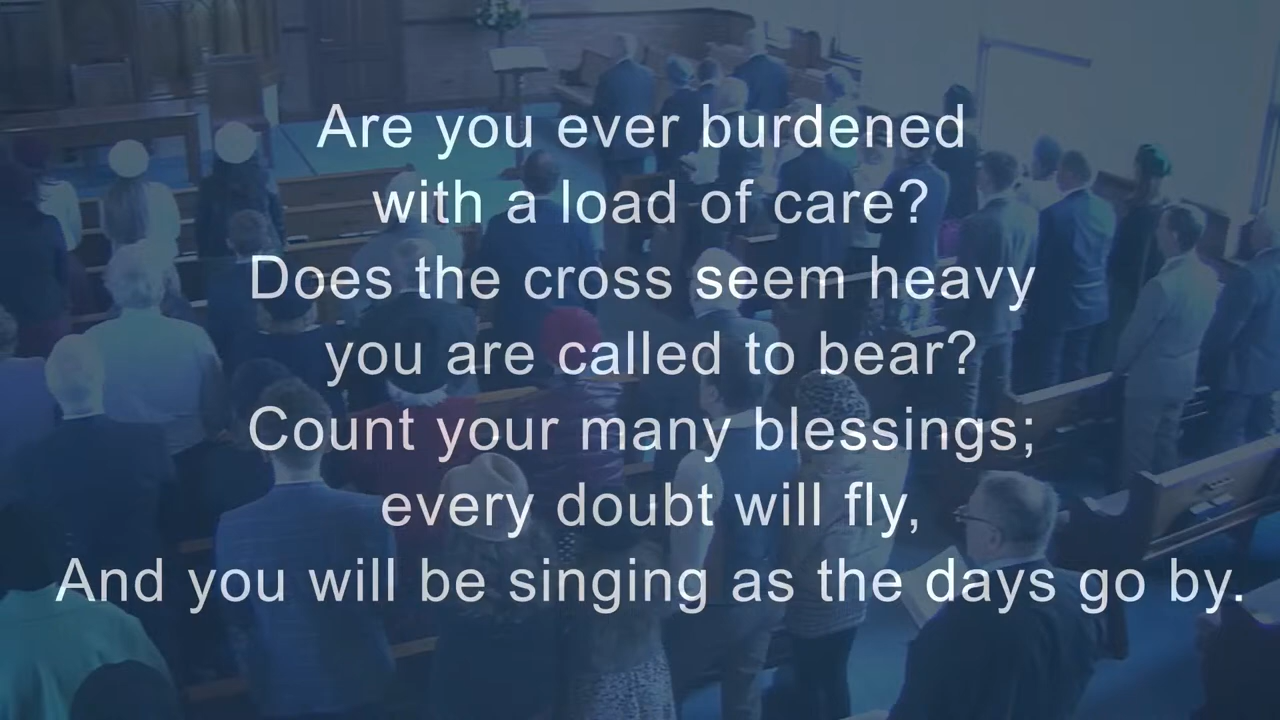 Are you ever burdened
with a load of care?
Does the cross seem heavy
you are called to bear?
Count your many blessings;
every doubt will fly,
And you will be singing as the days go by.